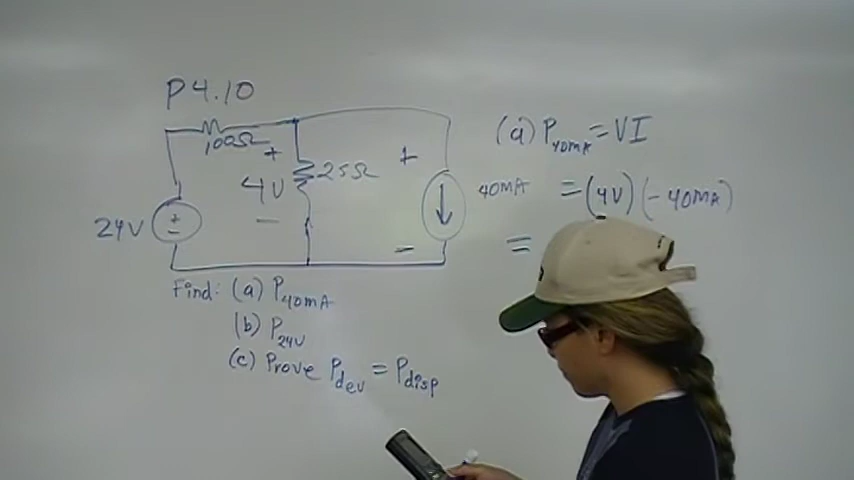 P4.10
100Ω
+
4V
−
25Ω
24V
+
−
+
−
40mA
Find: (a) P40mA
(b) P24V
(c) Prove Pdev = Pdisp
(a) P40mA = VI
= (4V)(-40mA)
=